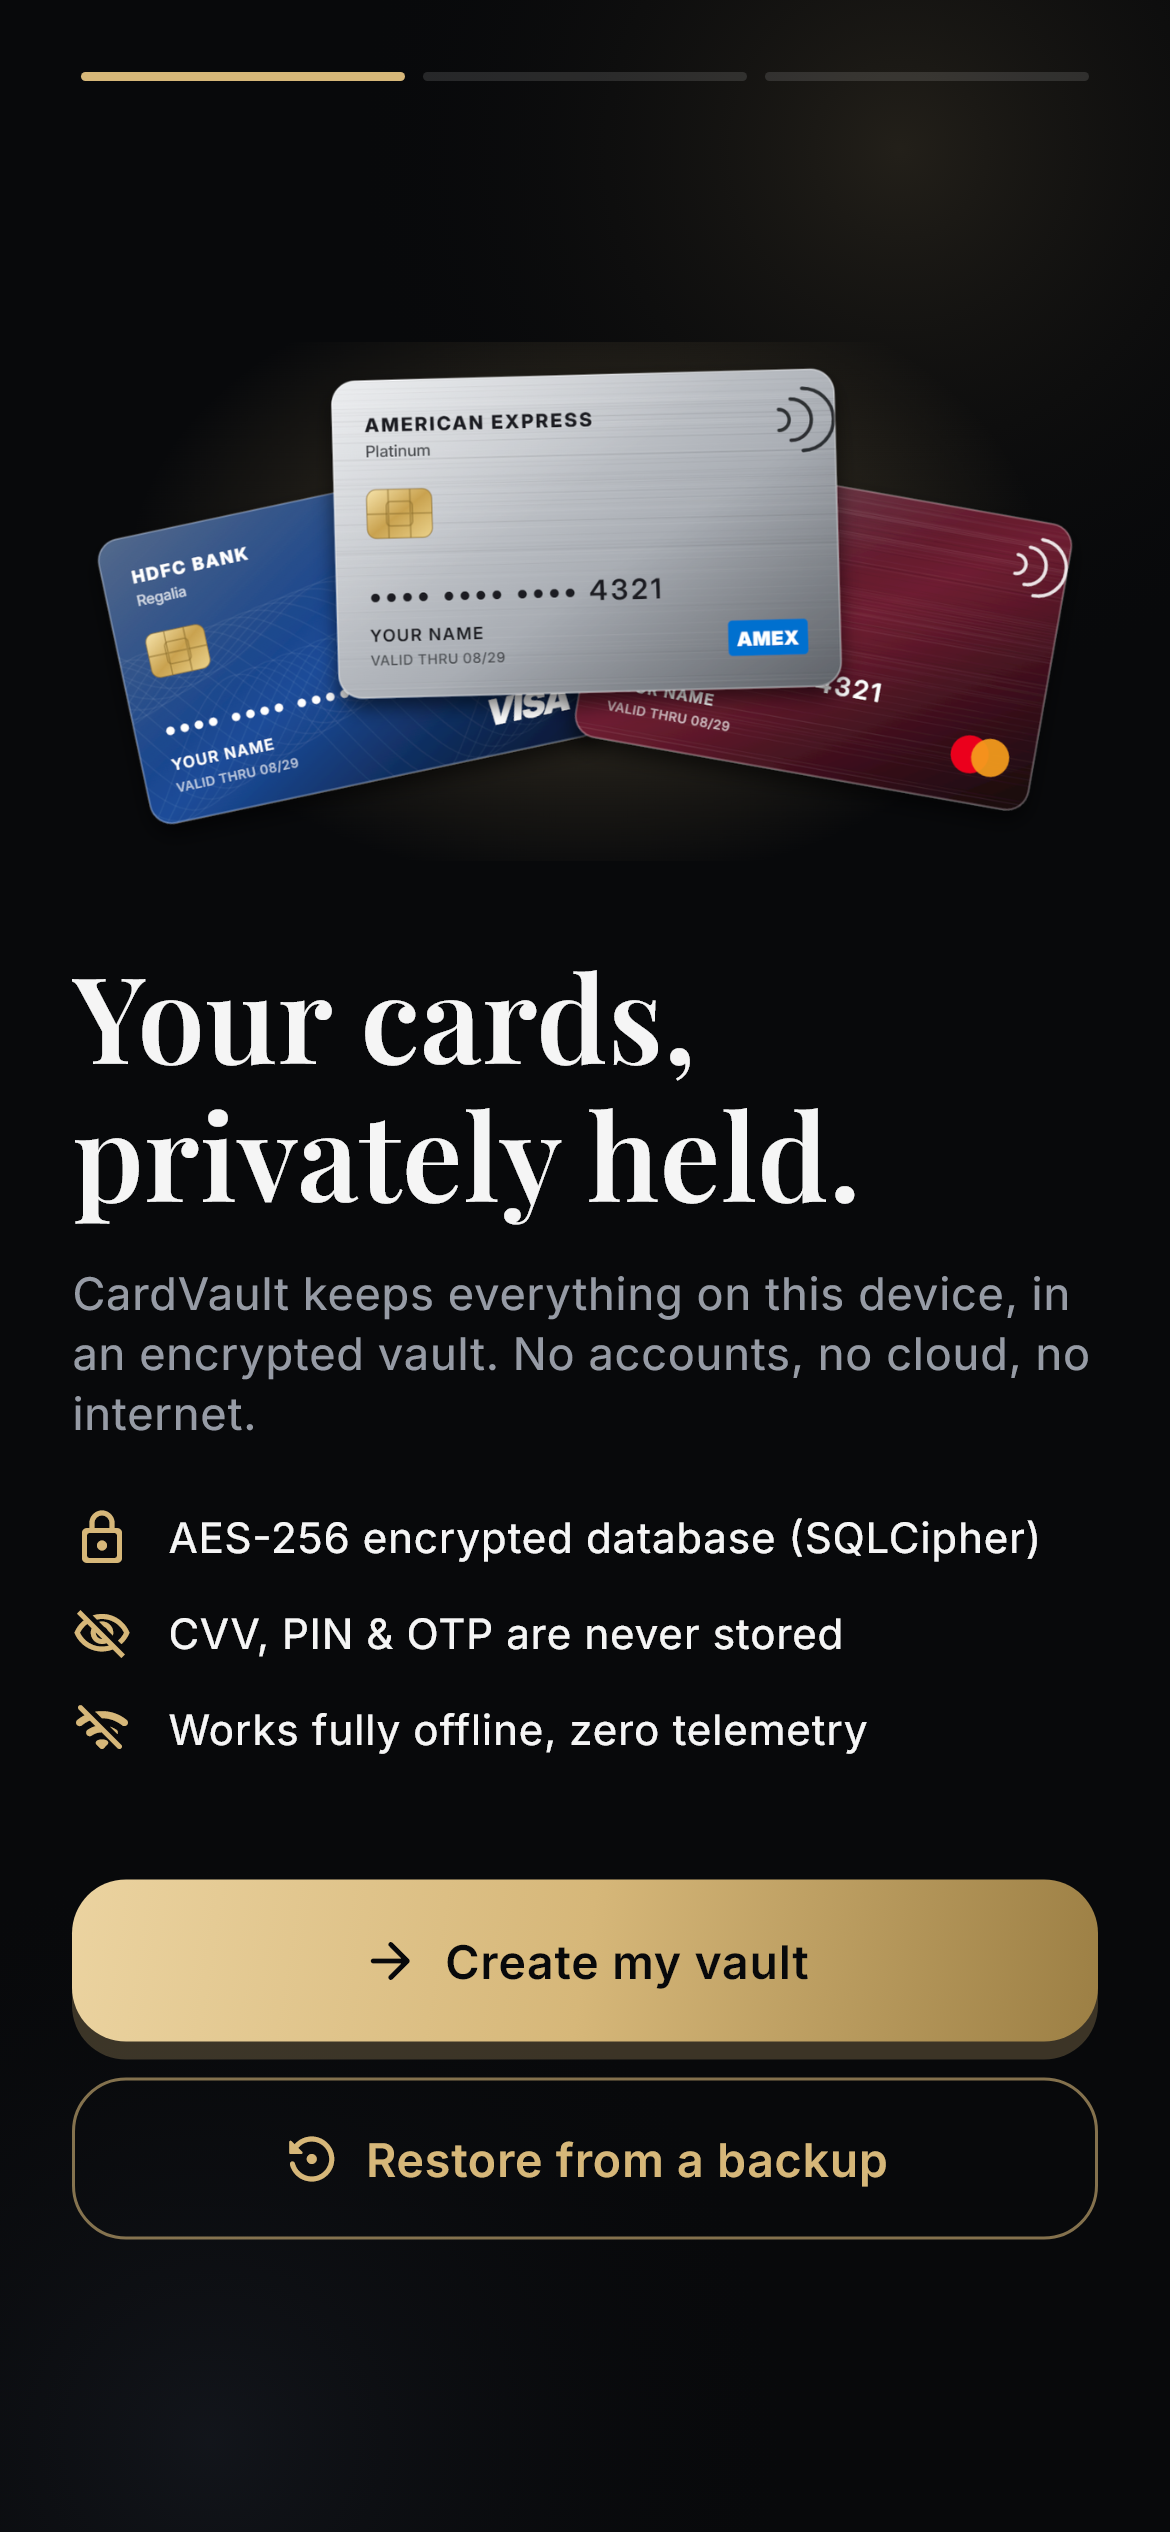 AMERICAN EXPRESS
Platinum
•••• •••• •••• 4321
YOUR NAME
VALID THRU 08/29
AMEX
HDFC BANK
Regalia
•••• •••• ••••
YOUR NAME
VALID THRU 08/29
VISA
4321
NAME
VALID THRU 08/29
Your cards,
privately held.
CardVault keeps everything on this device, in
an encrypted vault. No accounts, no cloud, no
internet.
AES-256 encrypted database (SQLCipher)
CVV, PIN & OTP are never stored
Works fully offline, zero telemetry
Create my vault
Restore from a backup